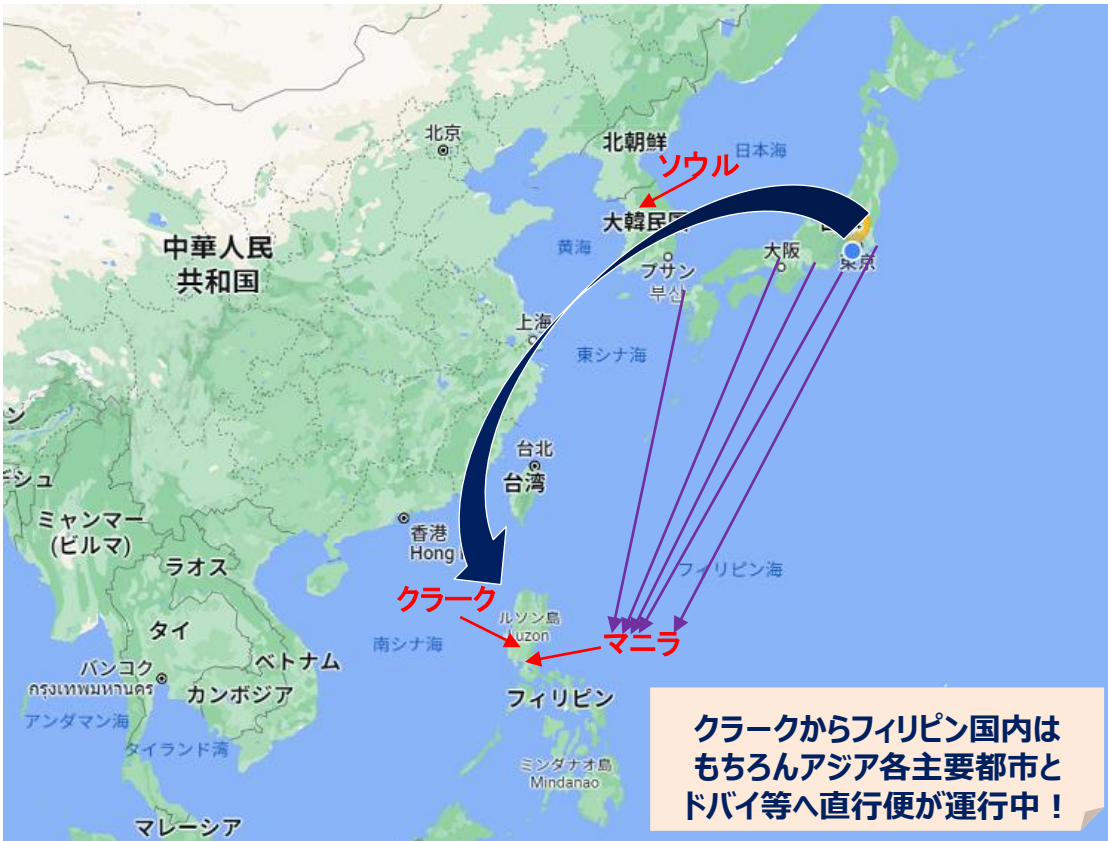 北京
北朝鮮
日本海
ソウル
大韓民
中華人民
共和国
黄海
大阪
東京
プサン
부산
上海
東シナ海
ン
台北
台湾
デシュ
ミャンマー
(ビルマ)
香港
Hong
ラオス
フィリピン海
クラーク
ルソン島
Luzon
タイ
南シナ海
マニラ
バンコク
กรุงเทพมหานคร
ベトナム
カンボジア
フィリピン
アンダマン海
タイランド湾
ミンダナオ島
Mindanao
マレーシア
クラークからフィリピン国内は
もちろんアジア各主要都市と
ドバイ等へ直行便が運行中！